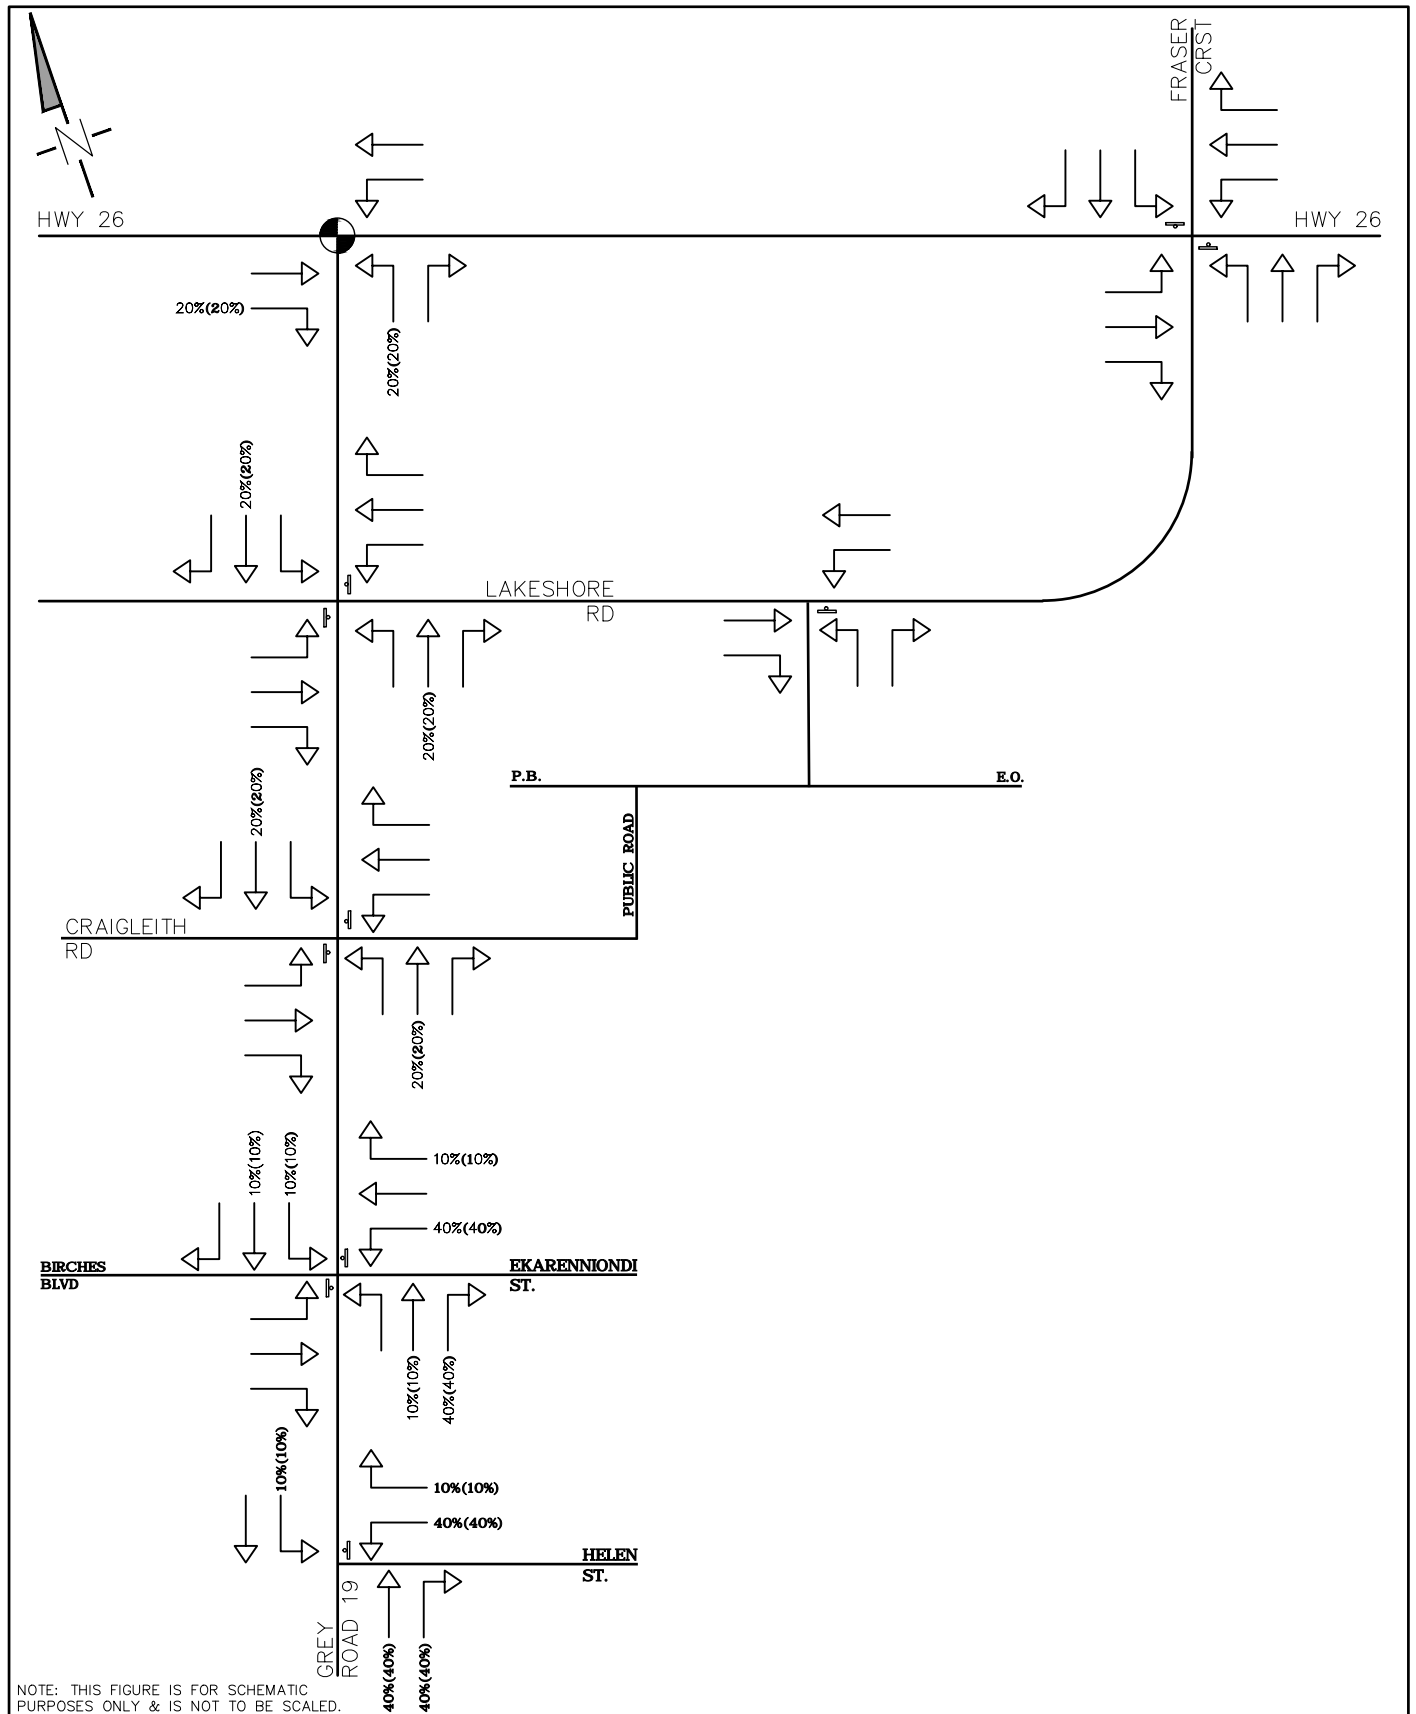 FRASER
CRST
HWY 26
HWY 26
20%(20%)
20%(20%)
20%(20%)
LAKESHORE
RD
20%(20%)
20%(20%)
P.B.
E.O.
PUBLIC ROAD
CRAIGLEITH
RD
20%(20%)
10%(10%)
10%(10%)
10%(10%)
40%(40%)
BIRCHES
BLVD
EKARENNIONDI
ST.
10%(10%)
40%(40%)
10%(10%)
10%(10%)
40%(40%)
HELEN
ST.
GREY
ROAD 19
40%(40%)
40%(40%)
NOTE: THIS FIGURE IS FOR SCHEMATIC
PURPOSES ONLY & IS NOT TO BE SCALED.